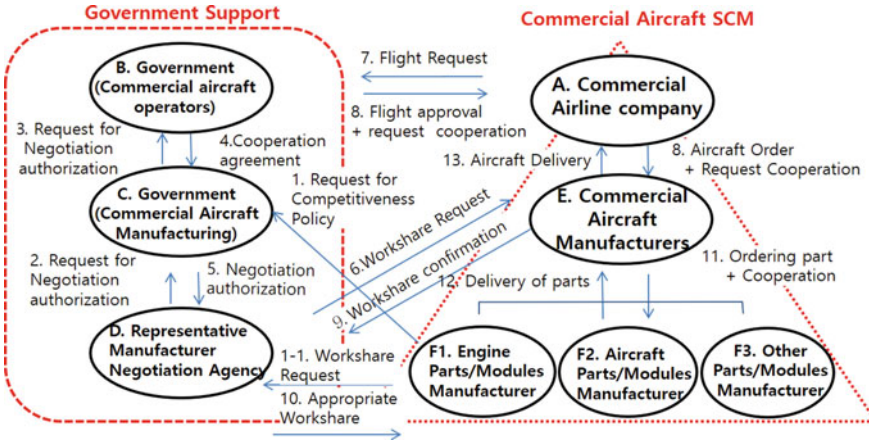 Government Support
Commercial Aircraft SCM
B. Government
(Commercial aircraft
operators)
7. Flight Request
8. Flight approval
+ request cooperation
A. Commercial
Airline company
3. Request for
Negotiation
authorization
4.Cooperation
agreement
13. Aircraft Delivery
8. Aircraft Order
+ Request Cooperation
C. Government
(Commercial Aircraft
Manufacturing)
1. Request for
Competitiveness
Policy
E. Commercial
Aircraft
Manufacturers
2. Request for
Negotiation
authorization
5. Negotiation
authorization
6.Workshare Request
9. Workshare confirmation
12. Delivery of parts
11. Ordering part
+ Cooperation
D. Representative
Manufacturer
Negotiation Agency
1-1. Workshare
Request
10. Appropriate
Workshare
F1. Engine
Parts/Modules
Manufacturer
F2. Aircraft
Parts/Modules
Manufacturer
F3. Other
Parts/Modules
Manufacturer